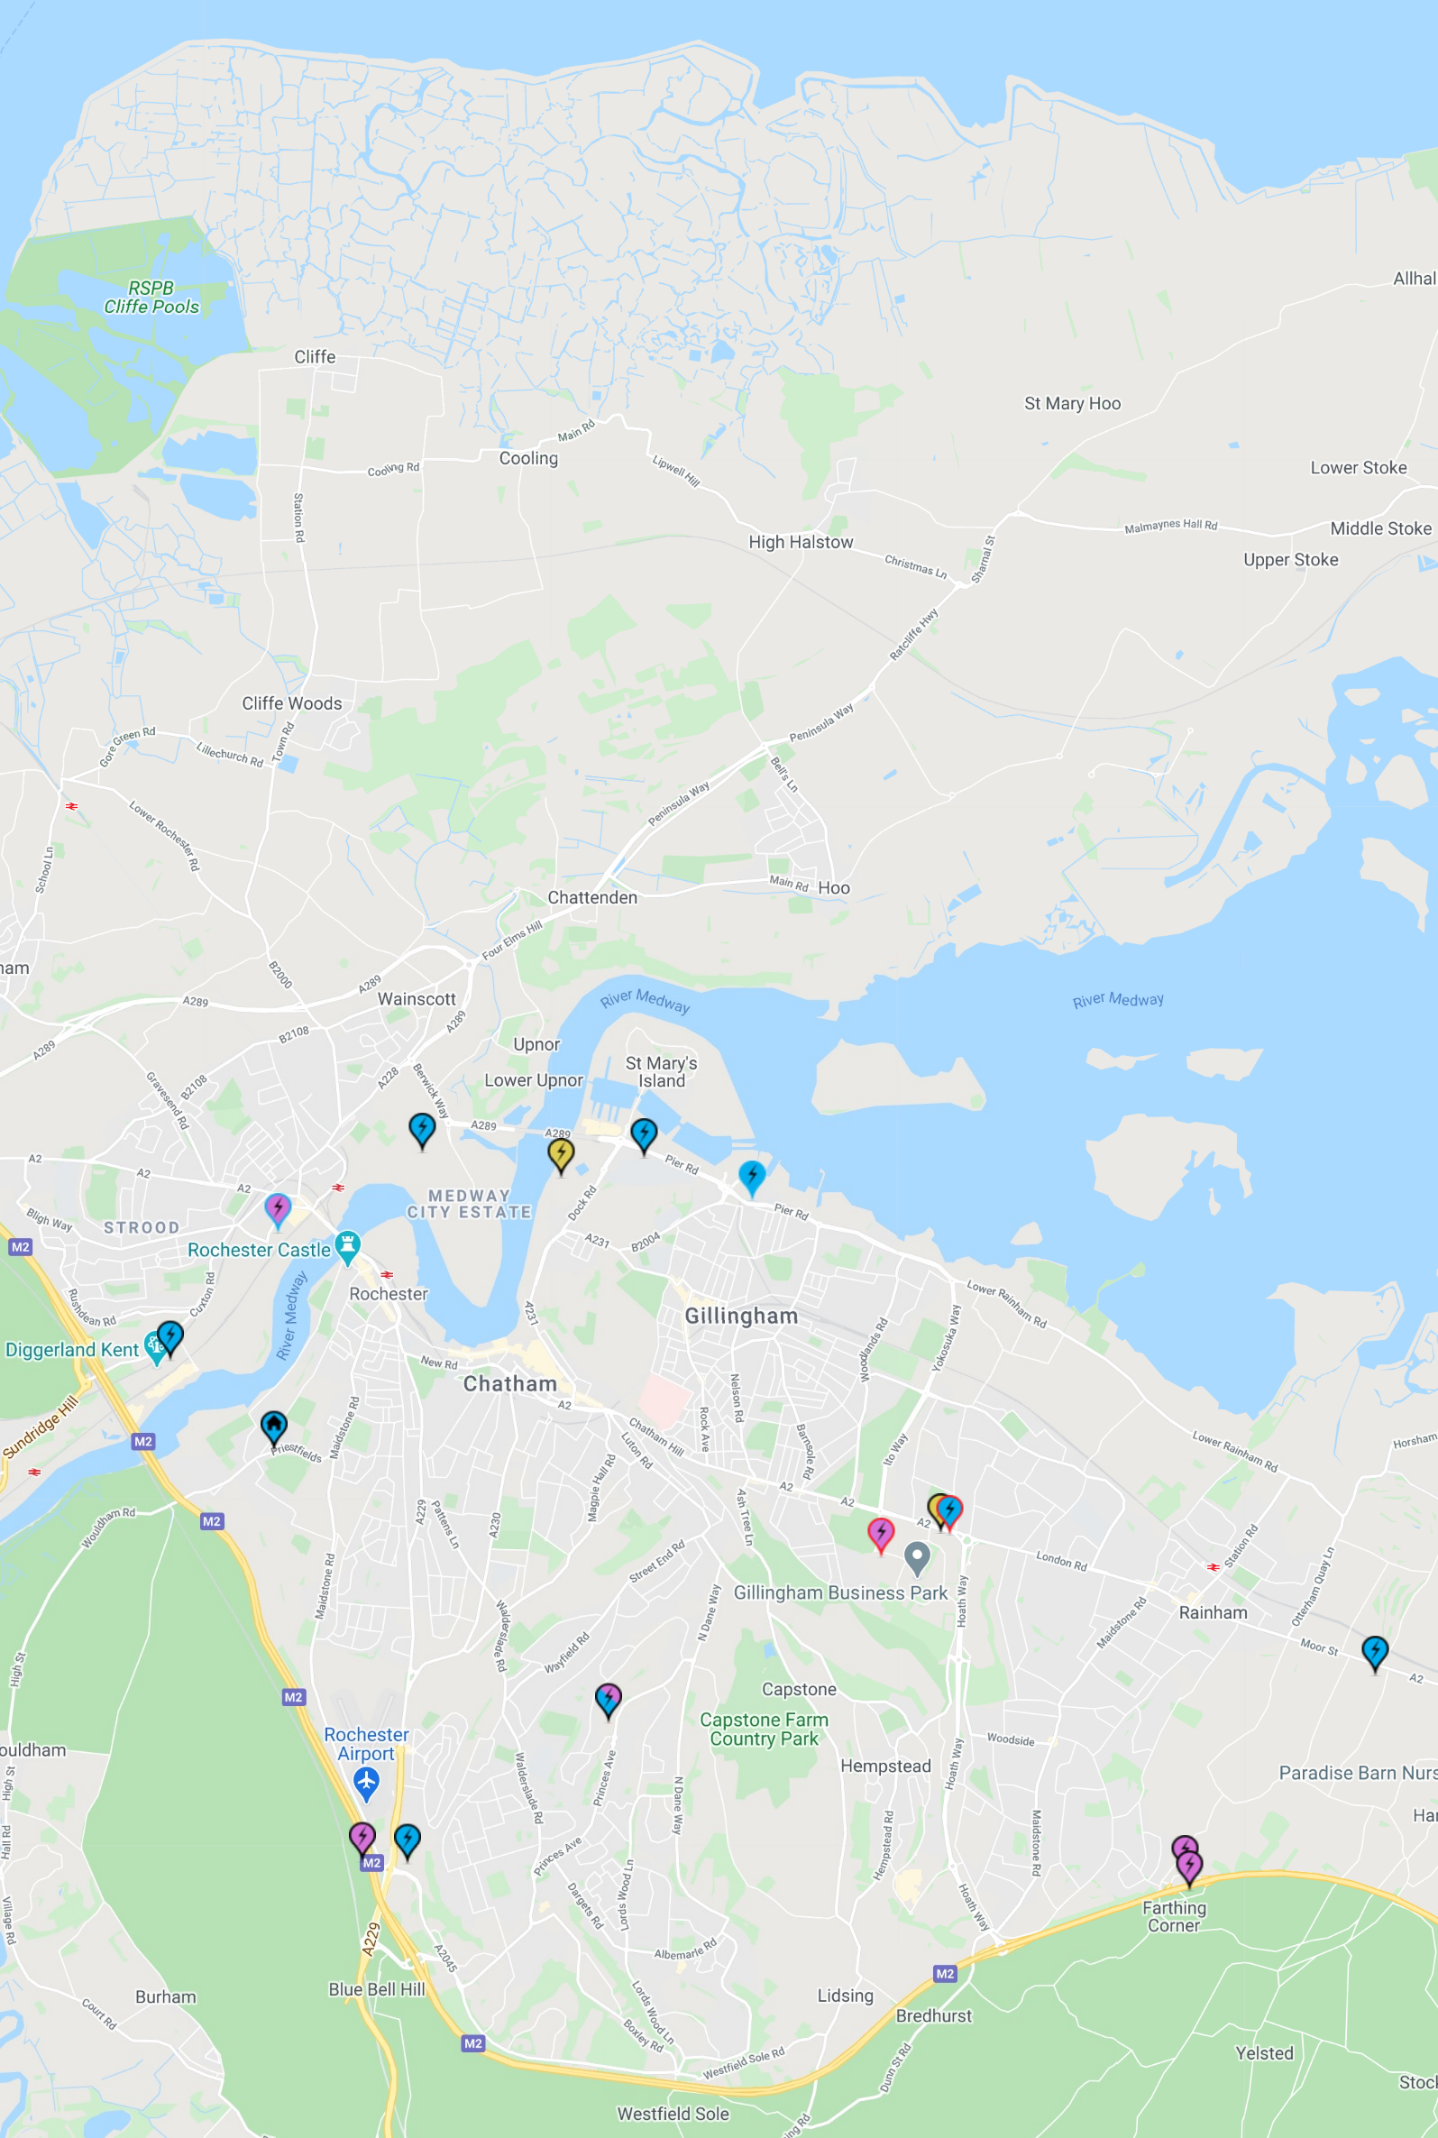 RSPB
Cliffe Pools
Allhal
Cliffe
St Mary Hoo
Main Rd
Cooling
Cooling Rd
Lipwell Hill
Lower Stoke
Station Rd
Malmaynes Hall Rd
Middle Stoke
High Halstow
Sharnal St
Upper Stoke
Christmas Ln
Ratcliffe Hwy
Cliffe Woods
Peninsula Way
Gore Green Rd
Town Rd
Lillechurch Rd
Bell's Ln
Peninsula Way
Lower Rochester Rd
School Ln
Main Rd
Hoo
Chattenden
Four Elms Hill
ham
B2000
A289
A289
Wainscott
River Medway
River Medway
A289
B2108
A289
Upnor
St Mary's
Island
Lower Upnor
A228
B2108
Berwick Way
Gravesend Rd
A289
A289
A2
Pier Rd
A2
A2
MEDWAY
CITY ESTATE
Dock Rd
Pier Rd
Bligh Way
STROOD
A231
B2004
M2
Rochester Castle
Rochester
Cuxton Rd
River Medway
Lower Rainham Rd
Rushdean Rd
A231
Gillingham
Woodlands Rd
Yokosuka Way
Diggerland Kent
New Rd
Chatham
Nelson Rd
A2
Sundridge Hill
Maidstone Rd
Rock Ave
Chatham Hill
Luton Rd
Barnsole Rd
Ito Way
M2
Priestfields
Lower Rainham Rd
Horsham
Magpie Hall Rd
A2
A2
Ash Tree Ln
Wouldham Rd
M2
A229
Pattens Ln
A230
A2
London Rd
Station Rd
Street End Rd
Gillingham Business Park
Hoath Way
Otterham Quay Ln
Maidstone Rd
Maidstone Rd
Rainham
N Dane Way
Walderslade Rd
Wayfield Rd
Moor St
A2
High St
M2
Capstone
Capstone Farm
Country Park
Rochester
Airport
Woodside
ouldham
Hempstead
Hoath Way
Paradise Barn Nurs
High St
Walderslade Rd
Princes Ave
N Dane Way
Har
Hall Rd
Hempstead Rd
Maidstone Rd
M2
Princes Ave
Lords Wood Ln
Dargets Rd
Hoath Way
Farthing
Corner
Village Rd
A229
A2045
Albemarle Rd
M2
Blue Bell Hill
Burham
Lidsing
Bredhurst
Court Rd
Lords Wood Ln
Boxley Rd
M2
Westfield Sole Rd
Dunn St Rd
Yelsted
Stock
Westfield Sole
ing Rd